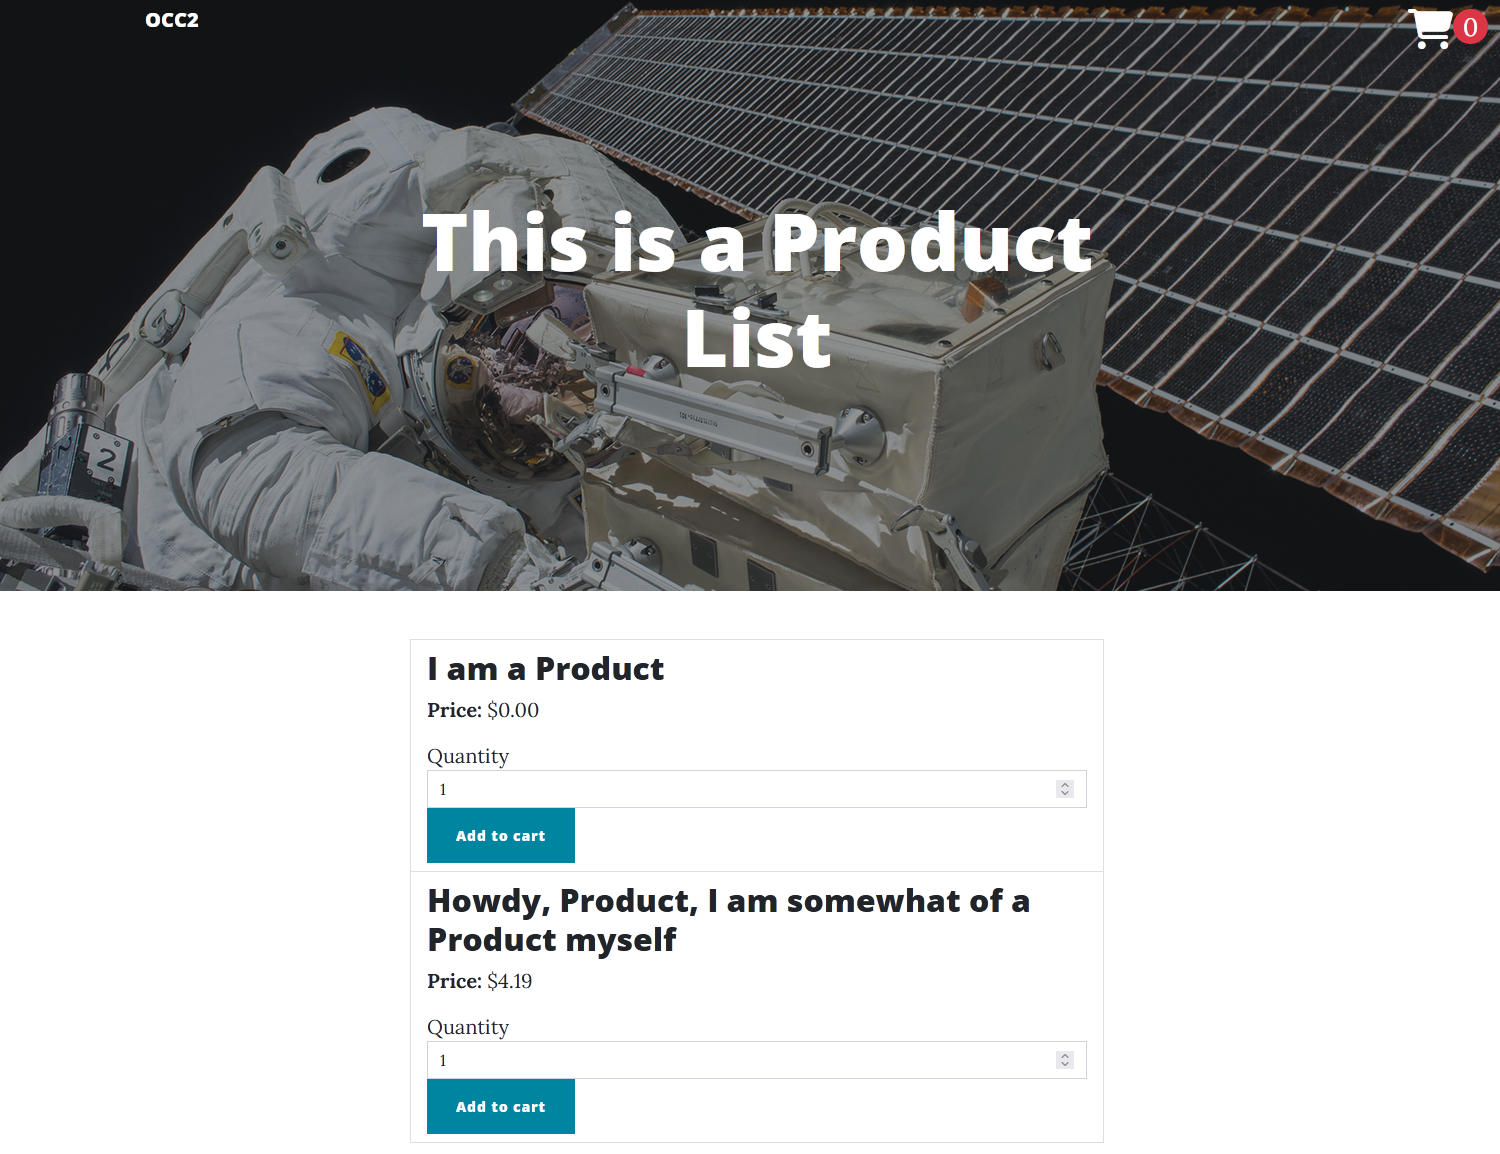 OCC2
0
This is a Product
List
2
I am a Product
Price: $0.00
Quantity
1
Add to cart
Howdy, Product, I am somewhat of a
Product myself
Price: $4.19
Quantity
1
Add to cart